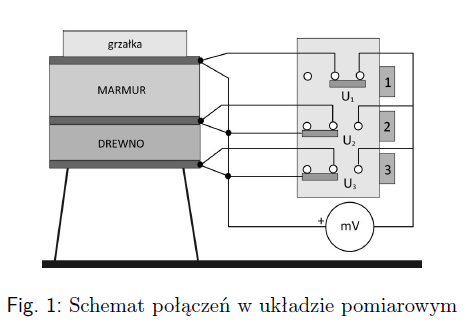 grzałka
MARMUR
DREWNO
1
U1
2
U2
3
U3
+
mV
Fig. 1: Schemat połączeń w układzie pomiarowym